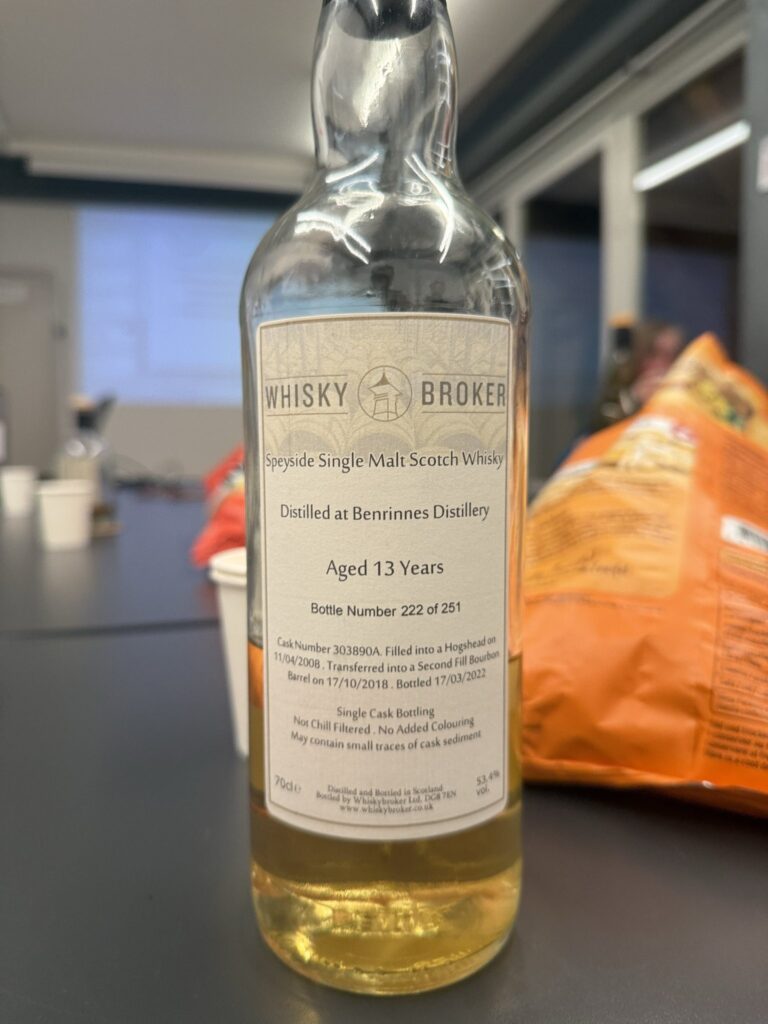 WHISKY BROKER
Speyside Single Malt Scotch Whisky
Distilled at Benrinnes Distillery
Aged 13 Years
Bottle Number 222 of 251
Cask Number 303890A. Filled into a Hogshead on
11/04/2008 . Transferred into a Second Fill Bourbon
Barrel on 17/10/2018 . Bottled 17/03/2022
Single Cask Bottling
Not Chill Filtered . No Added Colouring
May contain small traces of cask sediment
70cl e
Distilled and Bottled in Scotland
Bottled by Whiskybroker Ltd, DG8 7EN
www.whiskybroker.co.uk
53.4%
vol.